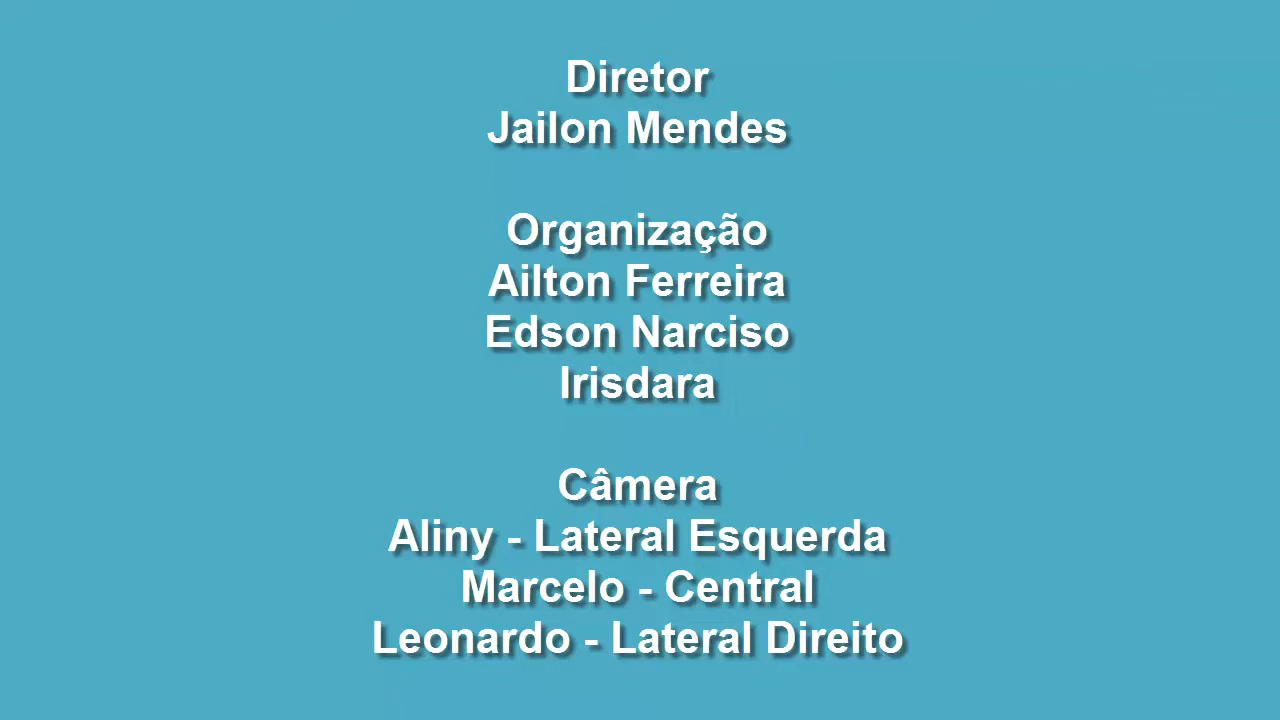 Diretor
Jailon Mendes
Organização
Ailton Ferreira
Edson Narciso
Irisdara
Câmera
Aliny - Lateral Esquerda
Marcelo - Central
Leonardo - Lateral Direito